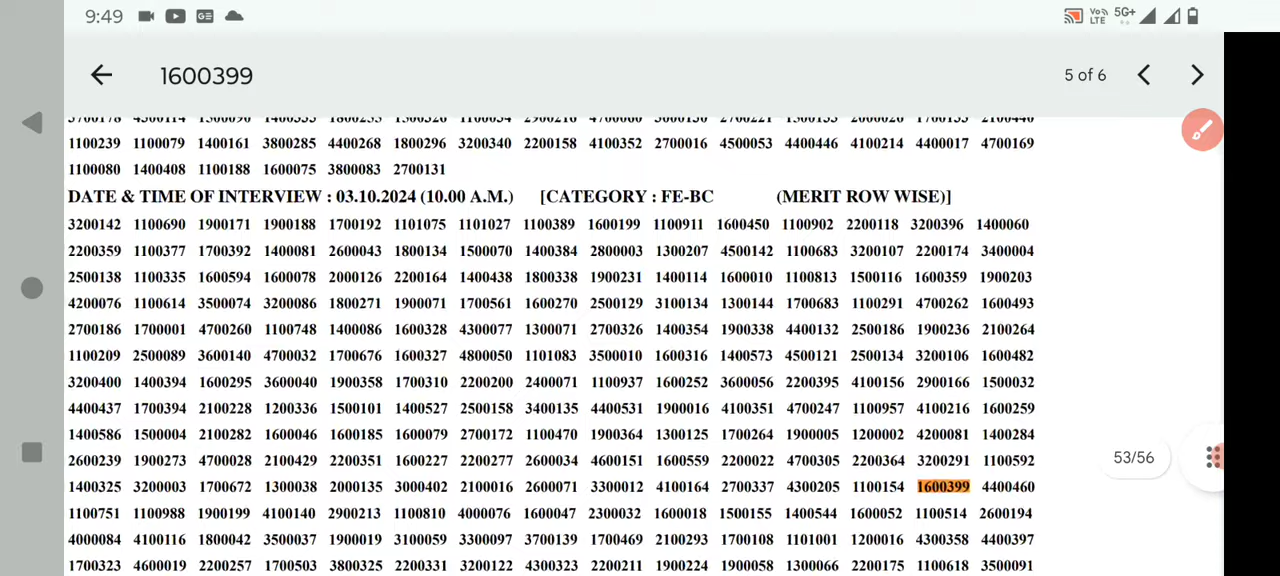 9:49 GE Vo)) LTE 5G+
1600399 5 of 6
1100239 1100079 1400161 3800285 4400268 1800296 3200340 2200158 4100352 2700016 4500053 4400446 4100214 4400017 4700169
1100080 1400408 1100188 1600075 3800083 2700131
DATE & TIME OF INTERVIEW : 03.10.2024 (10.00 A.M.) [CATEGORY : FE-BC (MERIT ROW WISE)]
3200142 1100690 1900171 1900188 1700192 1101075 1101027 1100389 1600199 1100911 1600450 1100902 2200118 3200396 1400060
2200359 1100377 1700392 1400081 2600043 1800134 1500070 1400384 2800003 1300207 4500142 1100683 3200107 2200174 3400004
2500138 1100335 1600594 1600078 2000126 2200164 1400438 1800338 1900231 1400114 1600010 1100813 1500116 1600359 1900203
4200076 1100614 3500074 3200086 1800271 1900071 1700561 1600270 2500129 3100134 1300144 1700683 1100291 4700262 1600493
2700186 1700001 4700260 1100748 1400086 1600328 4300077 1300071 2700326 1400354 1900338 4400132 2500186 1900236 2100264
1100209 2500089 3600140 4700032 1700676 1600327 4800050 1101083 3500010 1600316 1400573 4500121 2500134 3200106 1600482
3200400 1400394 1600295 3600040 1900358 1700310 2200200 2400071 1100937 1600252 3600056 2200395 4100156 2900166 1500032
4400437 1700394 2100228 1200336 1500101 1400527 2500158 3400135 4400531 1900016 4100351 4700247 1100957 4100216 1600259
1400586 1500004 2100282 1600046 1600185 1600079 2700172 1100470 1900364 1300125 1700264 1900005 1200002 4200081 1400284
2600239 1900273 4700028 2100429 2200351 1600227 2200277 2600034 4600151 1600559 2200022 4700305 2200364 3200291 1100592
53/56
1400325 3200003 1700672 1300038 2000135 3000402 2100016 2600071 3300012 4100164 2700337 4300205 1100154 1600399 4400460
1100751 1100988 1900199 4100140 2900213 1100810 4000076 1600047 2300032 1600018 1500155 1400544 1600052 1100514 2600194
4000084 4100116 1800042 3500037 1900019 3100059 3300097 3700139 1700469 2100293 1700108 1101001 1200016 4300358 4400397
1700323 4600019 2200257 1700503 3800325 2200331 3200122 4300323 2200211 1900224 1900058 1300066 2200175 1100618 3500091